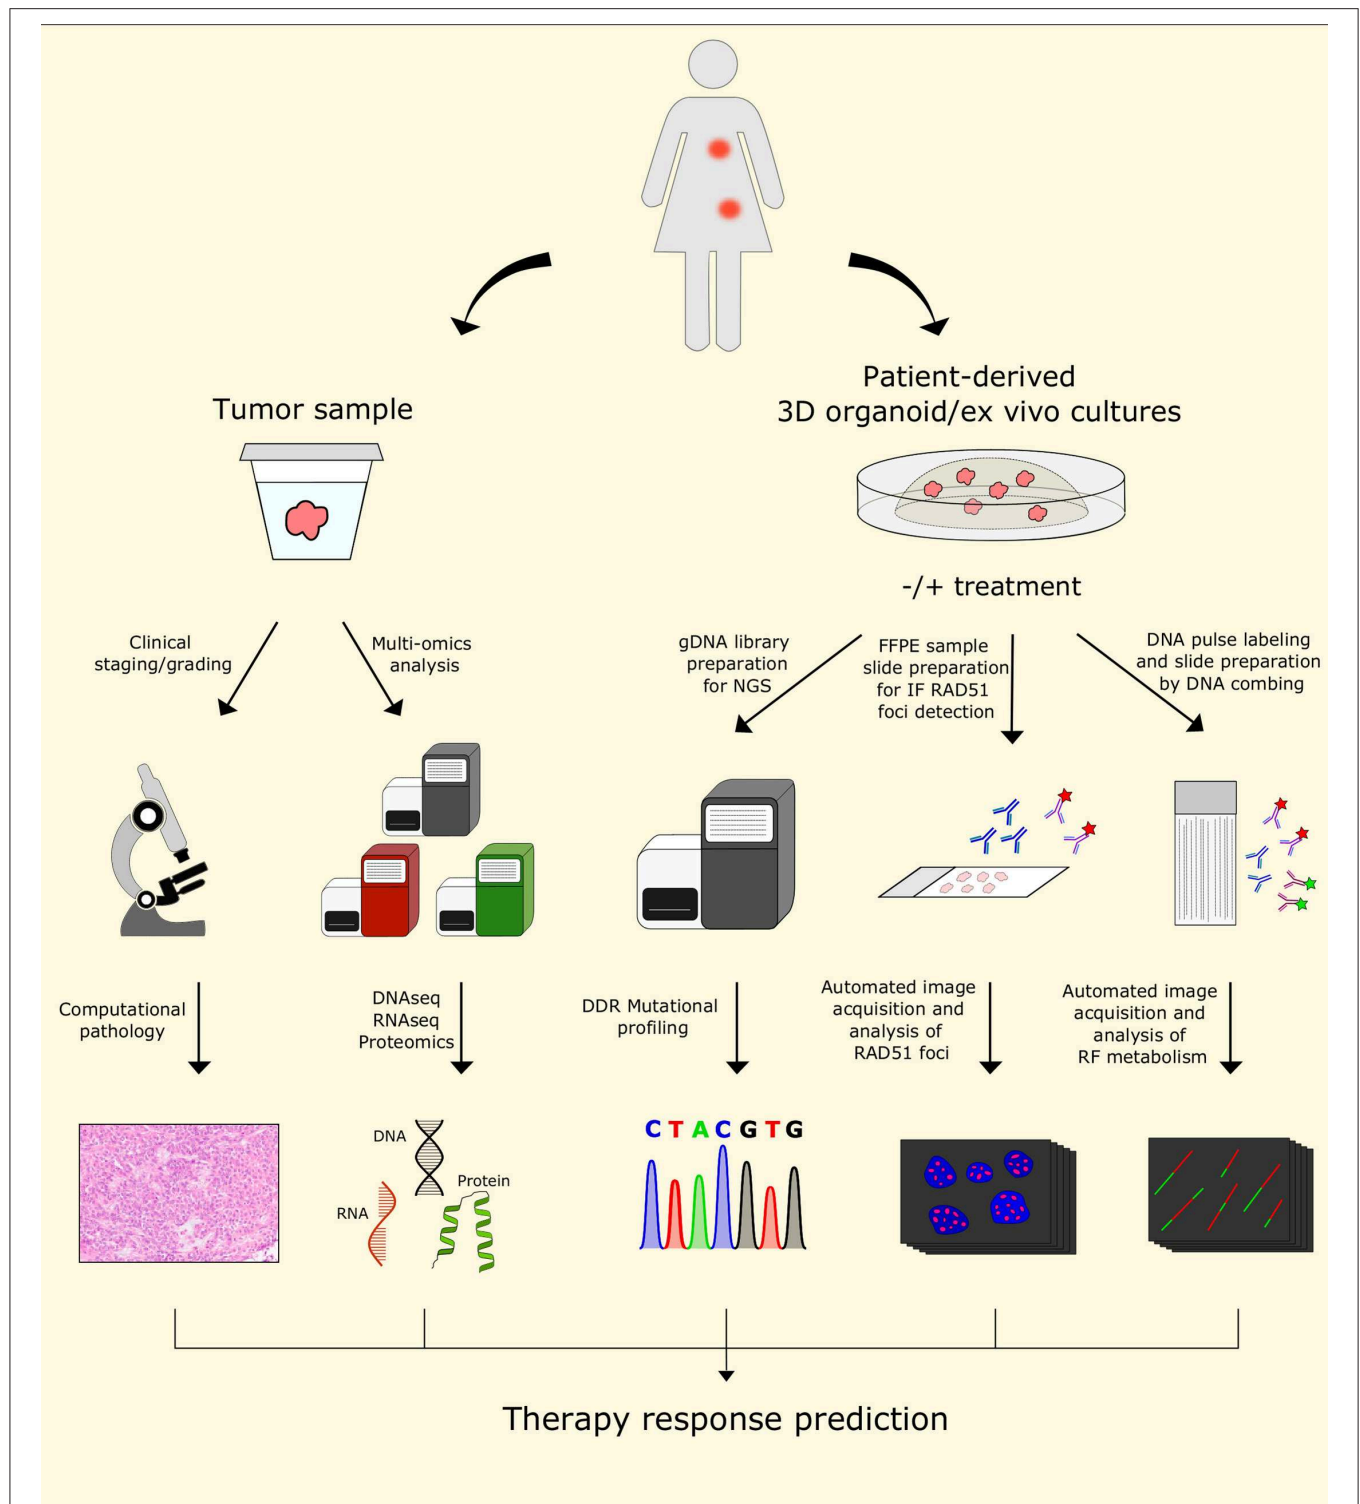 Tumor sample
Patient-derived
3D organoid/ex vivo cultures
-/+ treatment
Clinical
staging/grading
Multi-omics
analysis
gDNA library
preparation
for NGS
FFPE sample
slide preparation
for IF RAD51
foci detection
DNA pulse labeling
and slide preparation
by DNA combing
Computational
pathology
DNAseq
RNAseq
Proteomics
DDR Mutational
profiling
Automated image
acquisition and
analysis of
RAD51 foci
Automated image
acquisition and
analysis of
RF metabolism
DNA
RNA
Protein
CTACGTG
Therapy response prediction